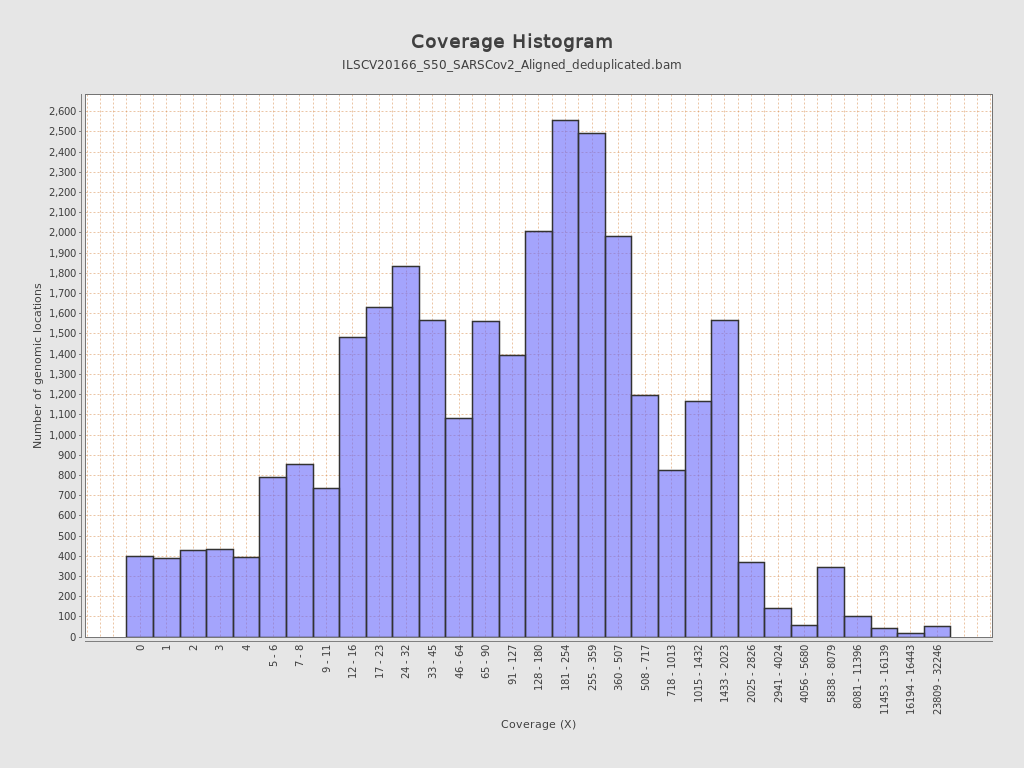 Coverage Histogram
ILSCV20166_S50_SARSCov2_Aligned_deduplicated.bam
Number of genomic locations
2,600
2,500
2,400
2,300
2,200
2,100
2,000
1,900
1,800
1,700
1,600
1,500
1,400
1,300
1,200
1,100
1,000
900
800
700
600
500
400
300
200
100
0
0
1
2
3
4
5 - 6
7 - 8
9 - 11
12 - 16
17 - 23
24 - 32
33 - 45
46 - 64
65 - 90
91 - 127
128 - 180
181 - 254
255 - 359
360 - 507
508 - 717
718 - 1013
1015 - 1432
1433 - 2023
2025 - 2826
2941 - 4024
4056 - 5680
5838 - 8079
8081 - 11396
11453 - 16139
16194 - 16443
23809 - 32246
Coverage (X)